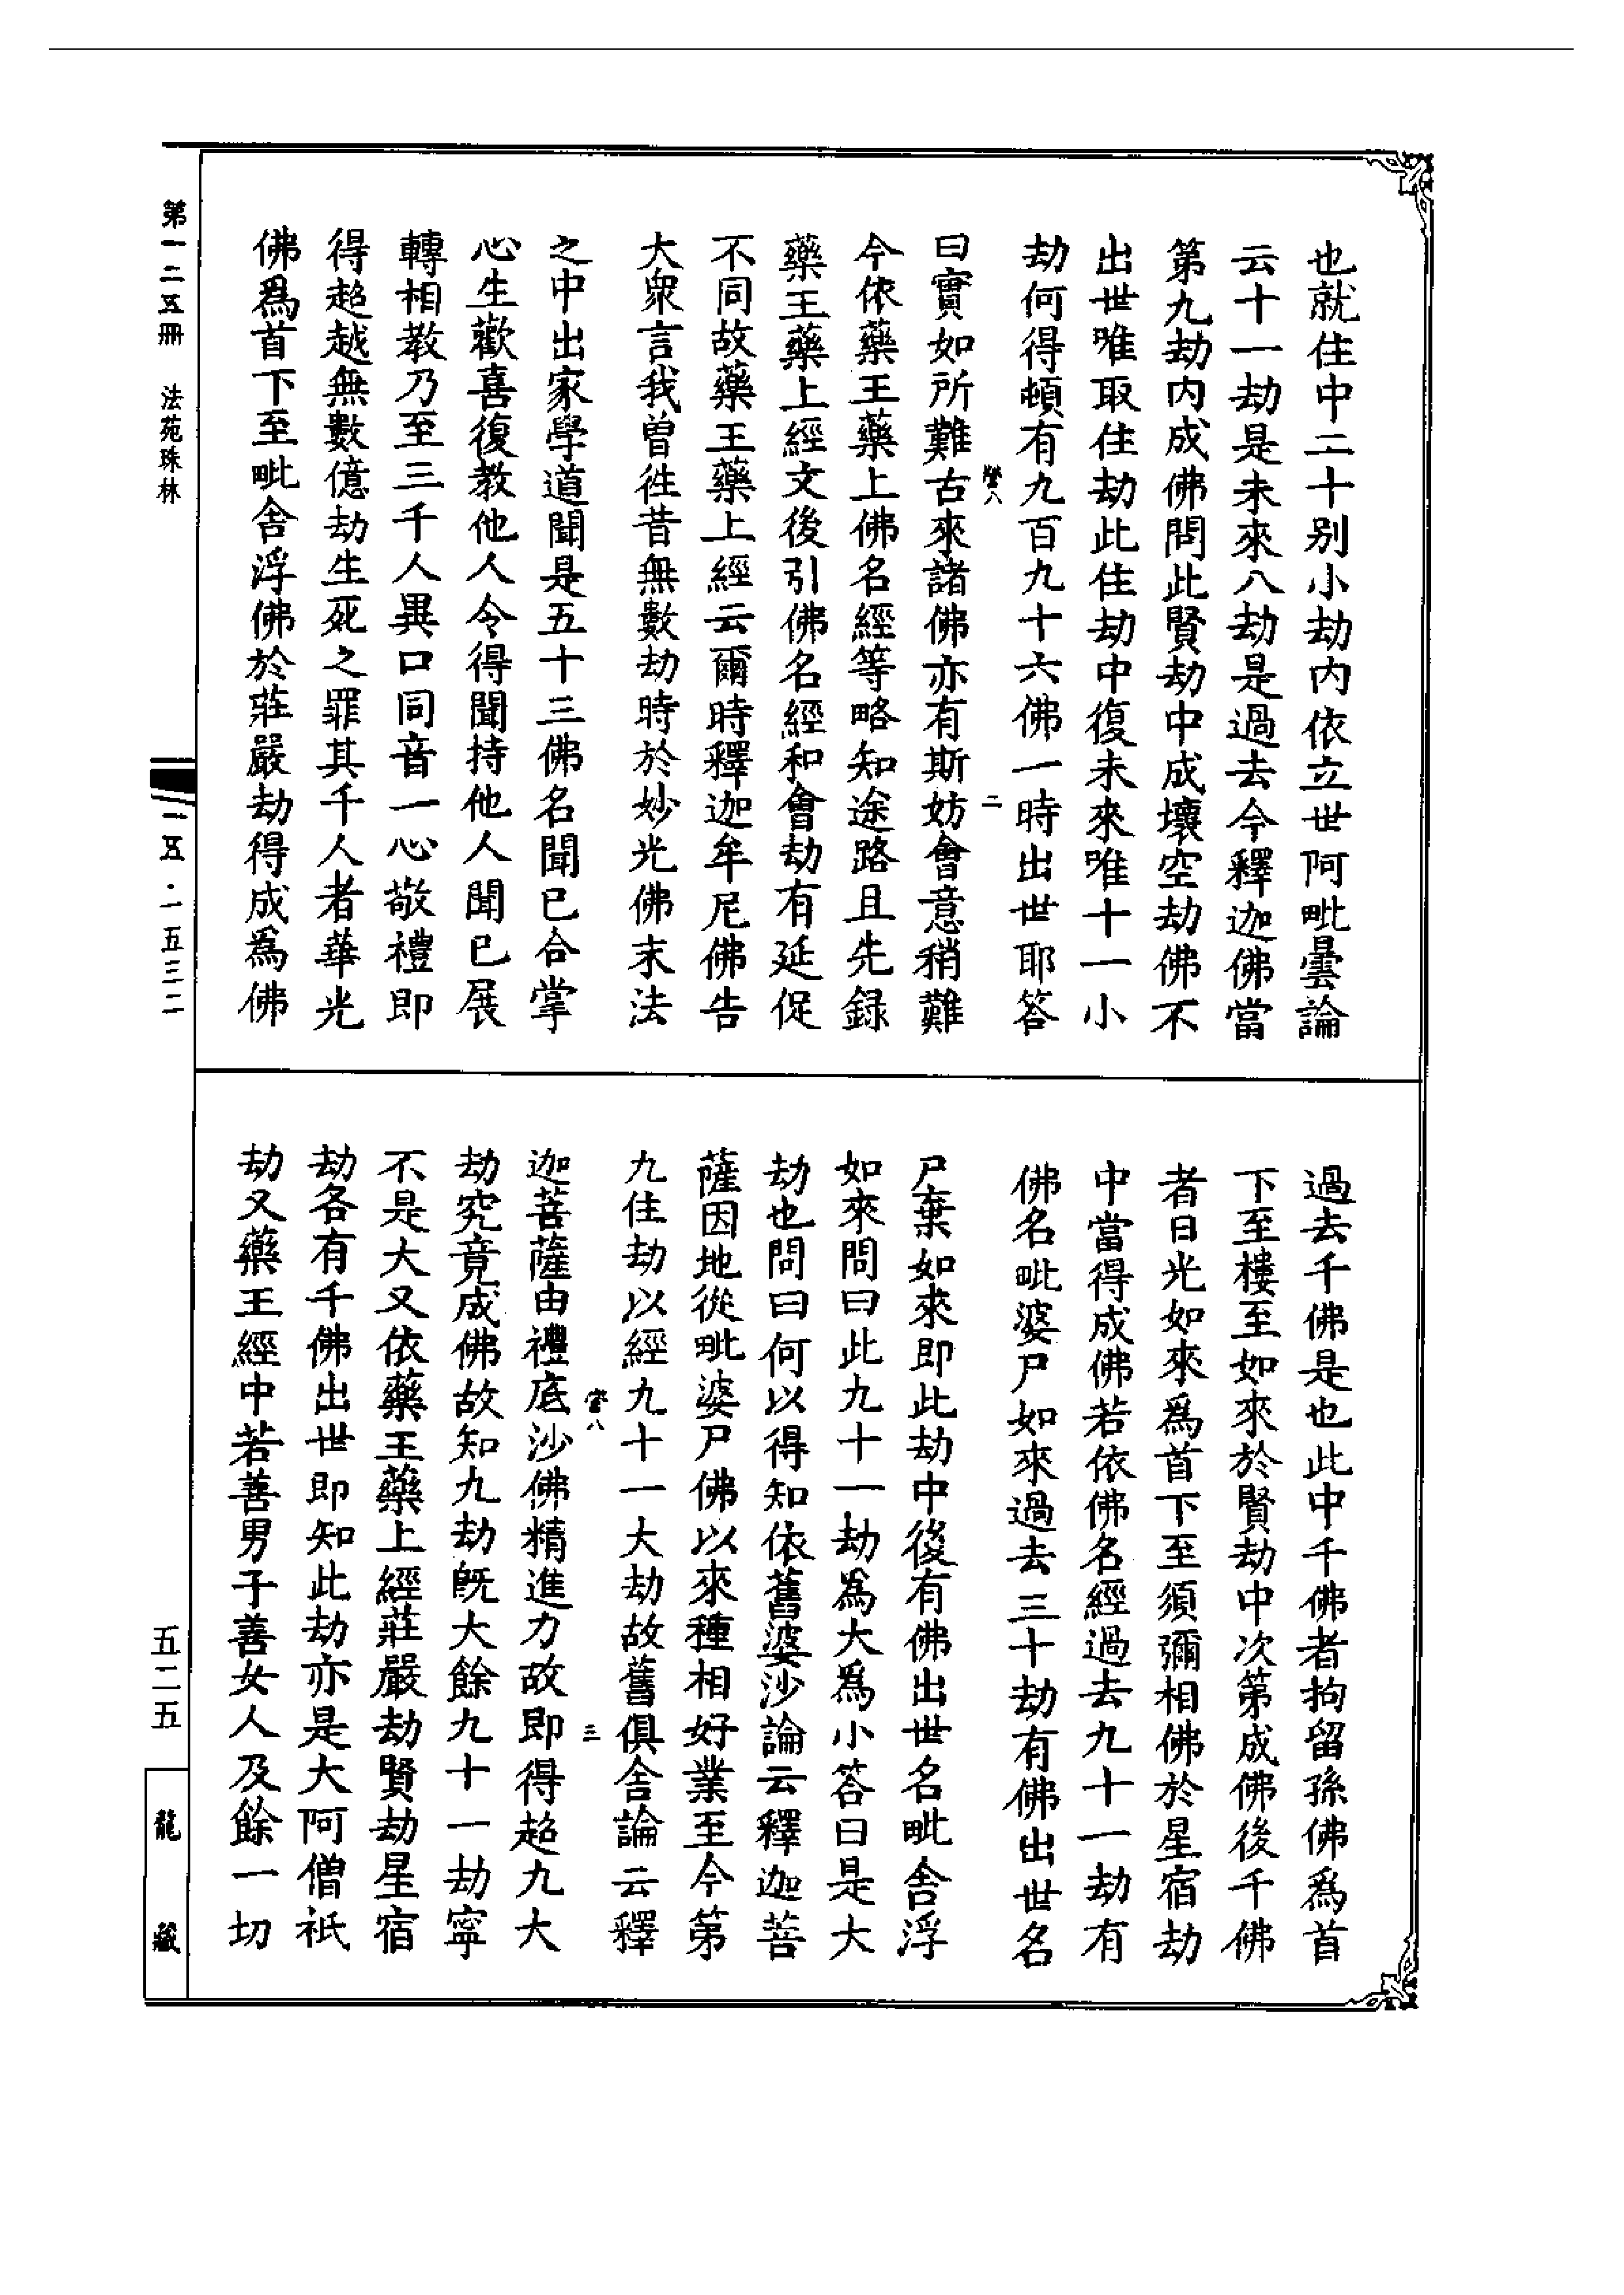 也就住中二十别小劫内依立世阿毗曇論
云十一劫是未來八劫是過去今釋迦佛當
第九劫内成佛問此賢劫中成壞空劫佛不
出世唯取住劫此住劫中復未來唯十一小
劫何得頓有九百九十六佛一時出世耶答
二
曰實如所難古來諸佛亦有斯妨會意稍難
今依藥王藥上佛名經等略知途路且先録
藥王藥上經文後引佛名經和會劫有延促
不同故藥王藥上經云爾時釋迦牟尼佛告
大衆言我曽徃昔無數劫時於妙光佛末法
之中出家學道聞是五十三佛名聞已合掌
心生歡喜復教他人令得聞持他人聞已展
轉相教乃至三千人異口同音一心敬禮即
得超越無數億劫生死之罪其千人者華光
佛爲首下至毗舍浮佛於莊嚴劫得成爲佛
過去千佛是也此中千佛者拘留孫佛爲首
下至樓至如來於賢劫中次第成佛後千佛
者日光如來爲首下至須彌相佛於星宿劫
中當得成佛若依佛名經過去九十一劫有
佛名毗婆尸如來過去三十劫有佛出世名
尸棄如來即此劫中後有佛出世名毗舍浮
如來問曰此九十一劫爲大爲小答曰是大
劫也問曰何以得知依舊婆沙論云釋迦菩
薩因地從毗婆尸佛以來種相好業至今第
九住劫以經九十一大劫故舊俱舍論云釋
三
迦菩薩由禮底沙佛精進力故即得超九大
劫究竟成佛故知九劫旣大餘九十一劫寧
不是大又依藥王藥上經莊嚴劫賢劫星宿
劫各有千佛出世即知此劫亦是大阿僧祇
劫又藥王經中若善男子善女人及餘一切
第一二五冊　法苑珠林
一五·一五三二
五二五
龍藏